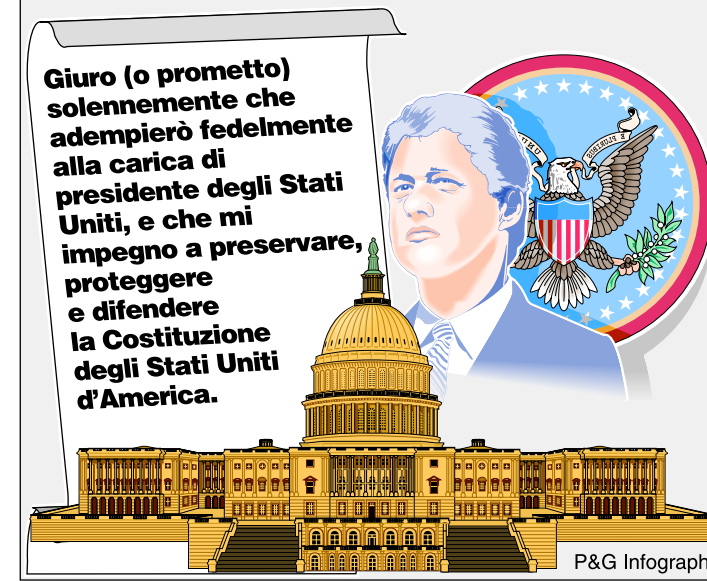 Giuro (o prometto)
solennemente che
adempierò fedelmente
alla carica di
presidente degli Stati
Uniti, e che mi
impegno a preservare,
proteggere
e difendere
la Costituzione
degli Stati Uniti
d’America.
P&G Infograph